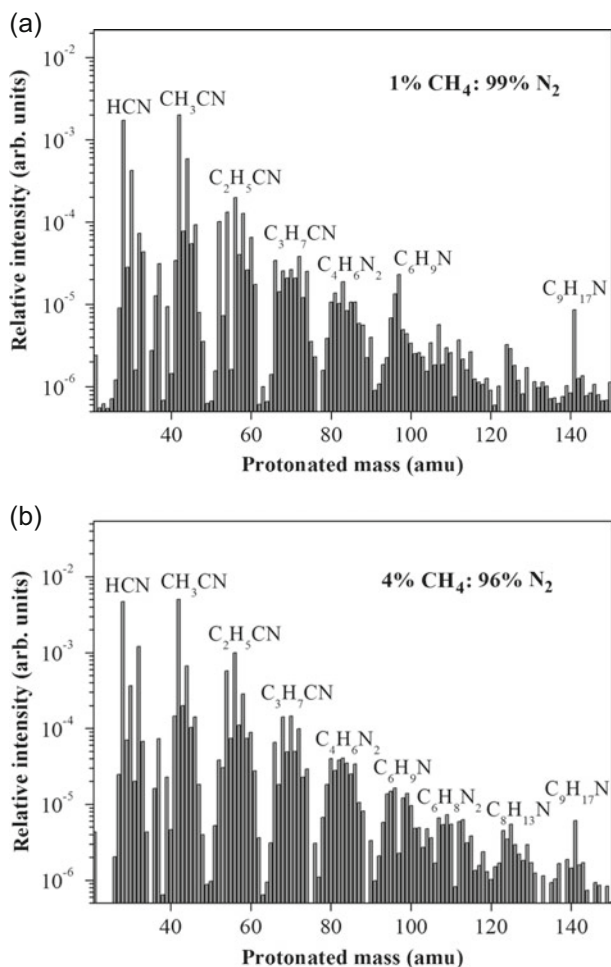 (a)
Relative intensity (arb. units)
10⁻²
10⁻³
10⁻⁴
10⁻⁵
10⁻⁶
1% CH₄: 99% N₂
HCN
CH₃CN
C₂H₅CN
C₃H₇CN
C₄H₆N₂
C₆H₉N
C₉H₁₇N
40 60 80 100 120 140
Protonated mass (amu)
(b)
Relative intensity (arb. units)
10⁻²
10⁻³
10⁻⁴
10⁻⁵
10⁻⁶
4% CH₄: 96% N₂
HCN
CH₃CN
C₂H₅CN
C₃H₇CN
C₄H₆N₂
C₆H₉N
C₆H₈N₂
C₈H₁₃N
C₉H₁₇N
40 60 80 100 120 140
Protonated mass (amu)